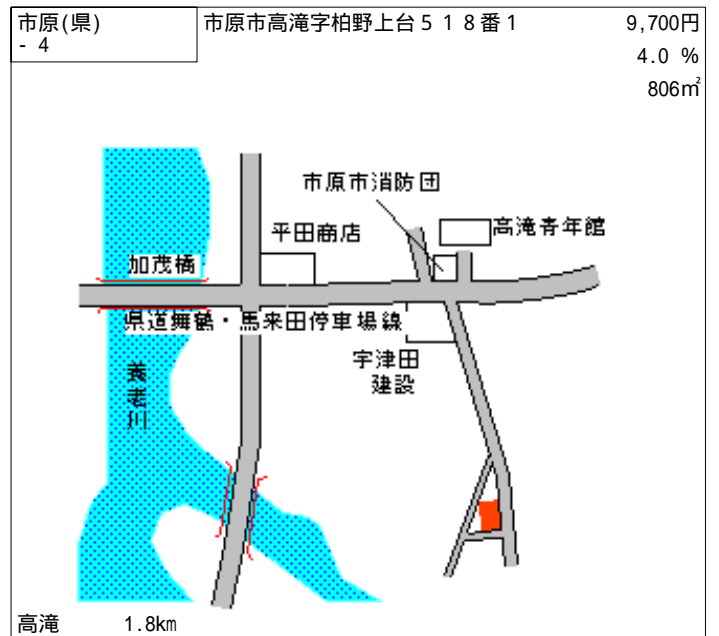 市原(県)
- 4
市原市高滝字柏野上台５１８番１
9,700円
4.0 %
806㎡
市原市消防団
平田商店
高滝青年館
加茂橋
県道舞鶴・馬来田停車場線
宇津田
建設
養老川
高滝 1.8km